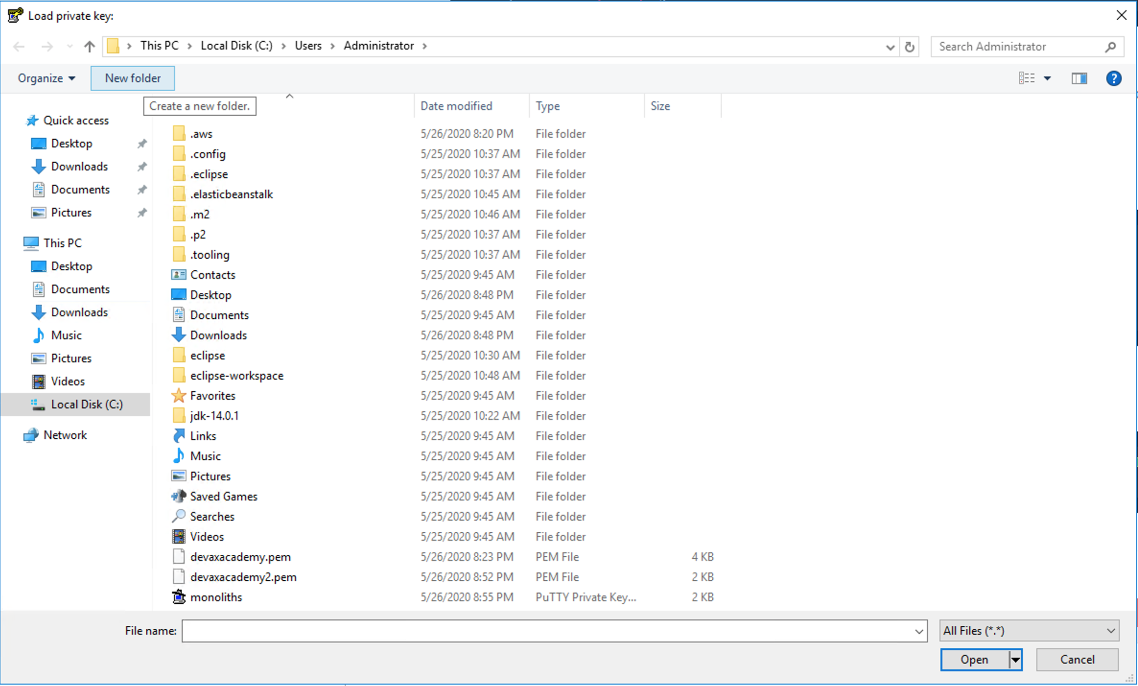 Load private key:
This PC > Local Disk (C:) > Users > Administrator >
Search Administrator
Organize
New folder
Create a new folder.
Date modified Type Size
Quick access
Desktop
Downloads
Documents
Pictures
This PC
Desktop
Documents
Downloads
Music
Pictures
Videos
Local Disk (C:)
Network
.aws 5/26/2020 8:20 PM File folder
.config 5/25/2020 10:37 AM File folder
.eclipse 5/25/2020 10:37 AM File folder
.elasticbeanstalk 5/25/2020 10:45 AM File folder
.m2 5/25/2020 10:46 AM File folder
.p2 5/25/2020 10:37 AM File folder
.tooling 5/25/2020 10:37 AM File folder
Contacts 5/25/2020 9:45 AM File folder
Desktop 5/26/2020 8:48 PM File folder
Documents 5/25/2020 9:45 AM File folder
Downloads 5/26/2020 8:48 PM File folder
eclipse 5/25/2020 10:30 AM File folder
eclipse-workspace 5/25/2020 10:48 AM File folder
Favorites 5/25/2020 9:45 AM File folder
jdk-14.0.1 5/25/2020 10:22 AM File folder
Links 5/25/2020 9:45 AM File folder
Music 5/25/2020 9:45 AM File folder
Pictures 5/25/2020 9:45 AM File folder
Saved Games 5/25/2020 9:45 AM File folder
Searches 5/25/2020 9:45 AM File folder
Videos 5/25/2020 9:45 AM File folder
devaxacademy.pem 5/26/2020 8:23 PM PEM File 4 KB
devaxacademy2.pem 5/26/2020 8:52 PM PEM File 2 KB
monoliths 5/26/2020 8:55 PM PuTTY Private Key... 2 KB
File name:
All Files (*.*)
Open
Cancel